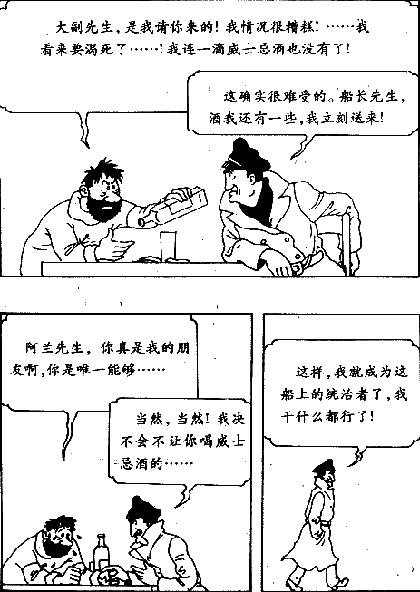 大副先生，是我请你来的！我情况很糟糕！……我
看来要渴死了……！我连一滴威士忌酒也没有了！
这确实很难受的。船长先生，
酒我还有一些，我立刻送来！
阿兰先生，你真是我的朋
友啊，你是唯一能够……
当然，当然！我决
不会不让你喝威士
忌酒的……
这样，我就成为这
船上的统治者了，我
干什么都行了！